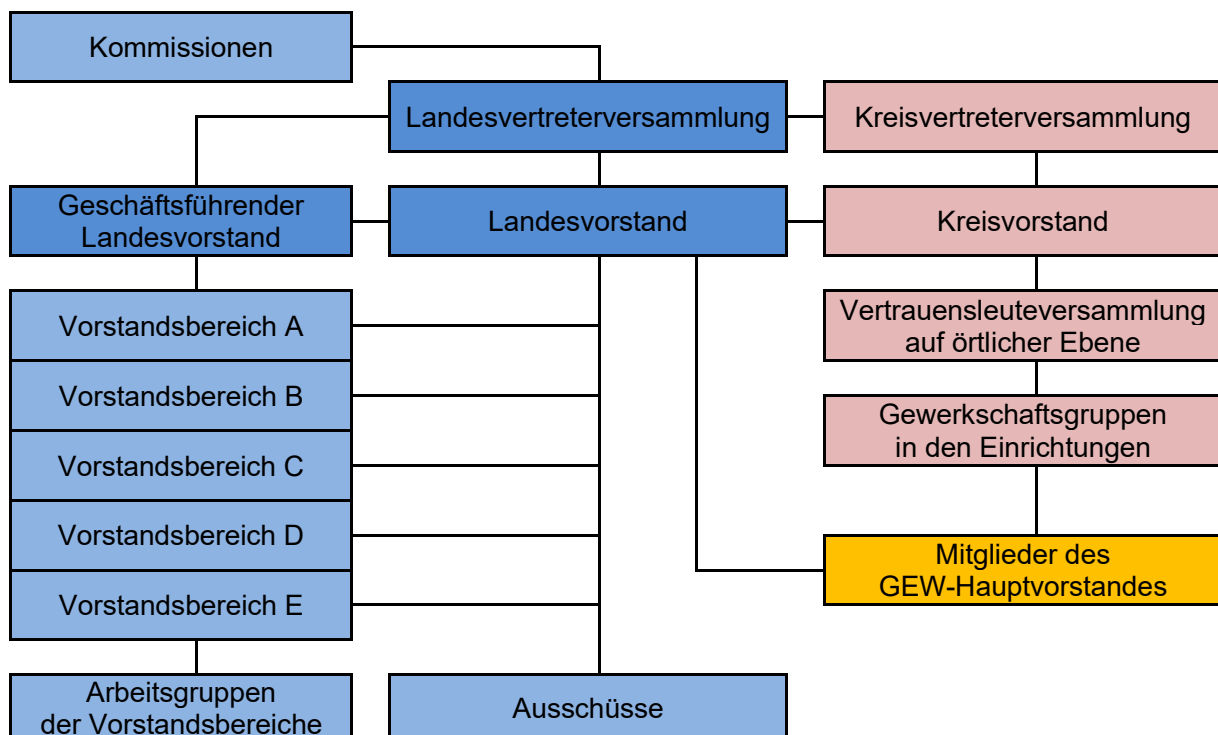 Kommissionen
Landesvertreterversammlung
Kreisvertreterversammlung
Geschäftsführender
Landesvorstand
Landesvorstand
Kreisvorstand
Vorstandsbereich A
Vertrauensleuteversammlung
auf örtlicher Ebene
Vorstandsbereich B
Gewerkschaftsgruppen
in den Einrichtungen
Vorstandsbereich C
Vorstandsbereich D
Mitglieder des
GEW-Hauptvorstandes
Vorstandsbereich E
Arbeitsgruppen
der Vorstandsbereiche
Ausschüsse